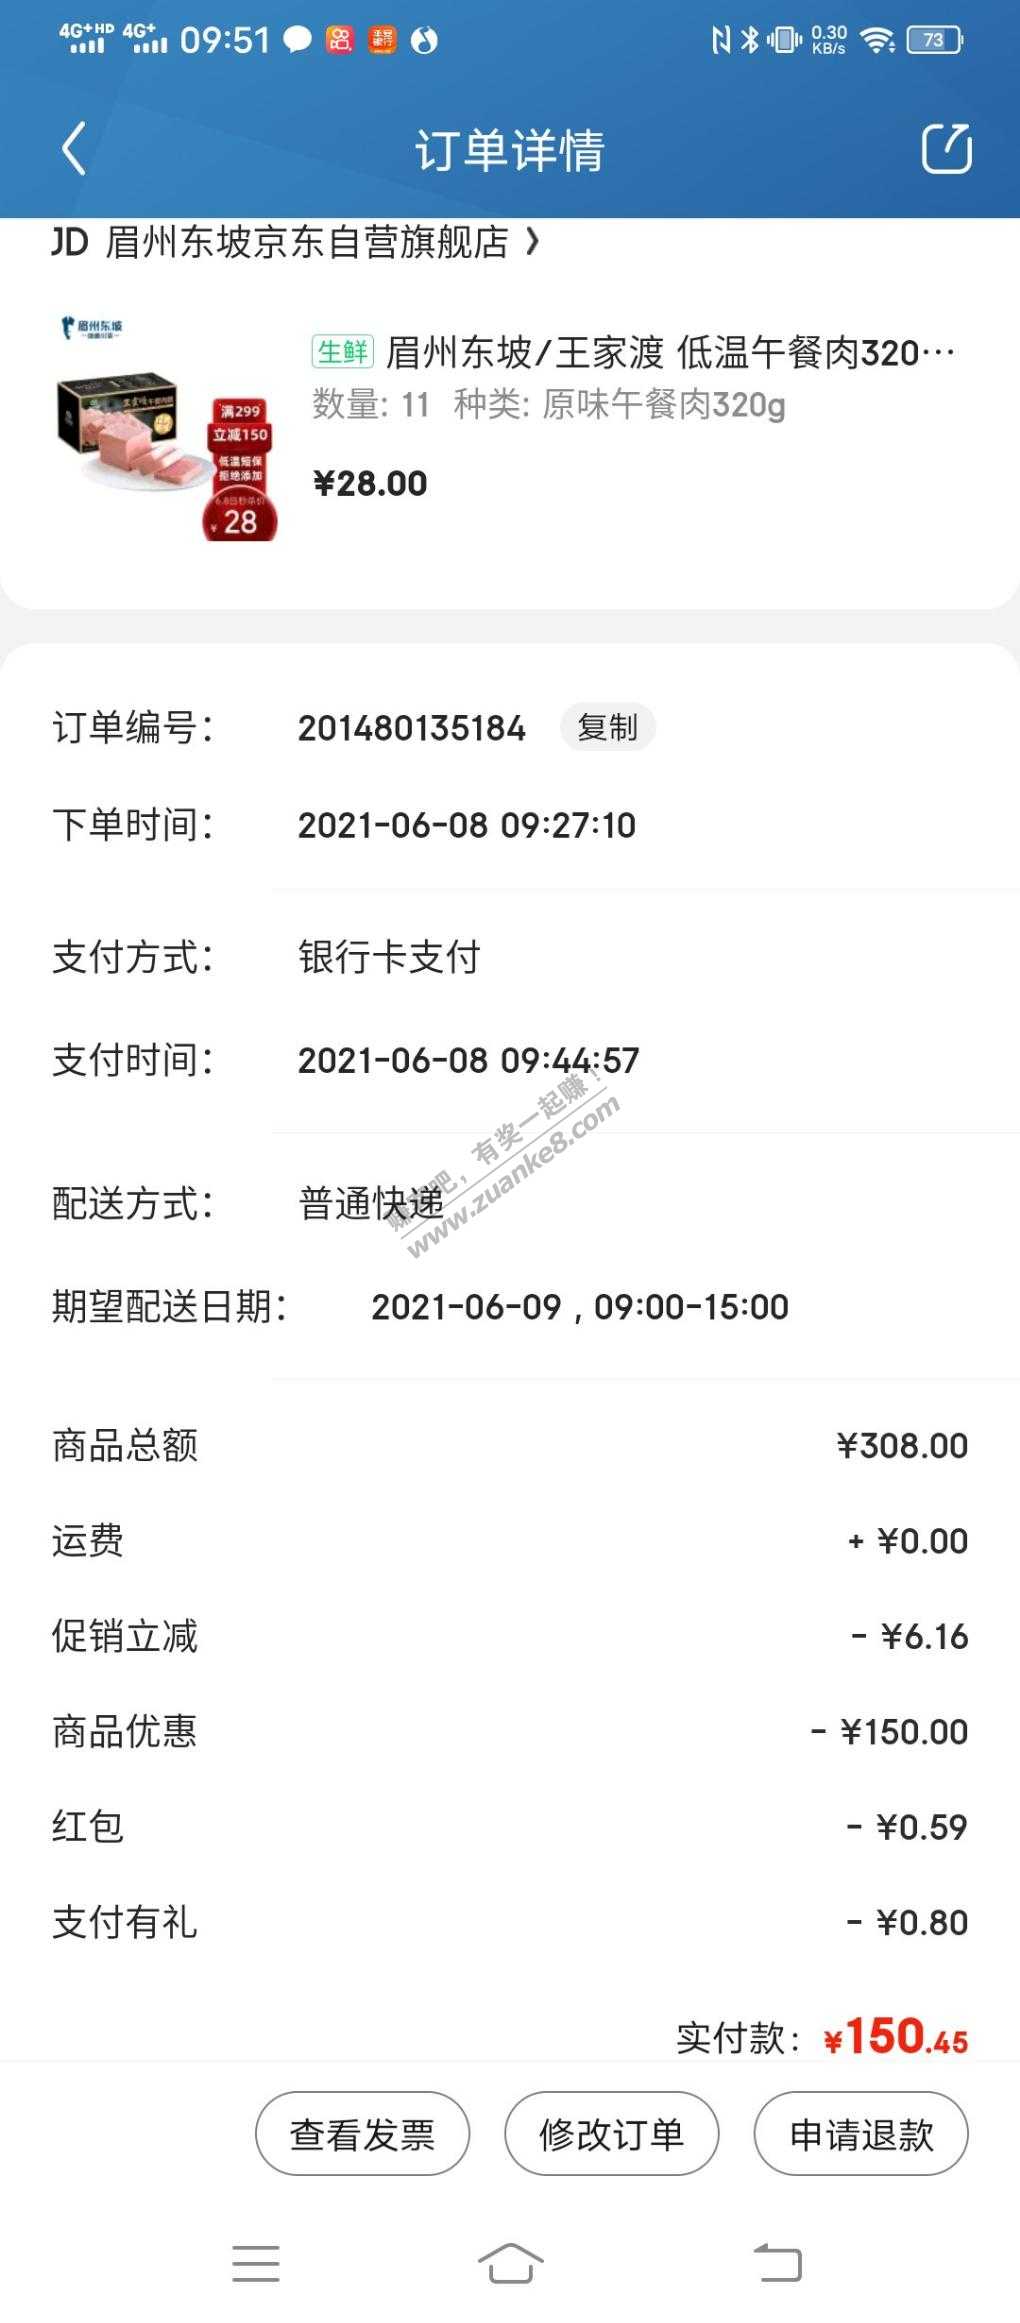 4G+HD 4G+ 09:51 0.30 KB/s 73
订单详情
JD 眉州东坡京东自营旗舰店
眉州东坡
生鲜 眉州东坡/王家渡 低温午餐肉320…
数量: 11 种类: 原味午餐肉320g
满299
立减150
低温短保
拒绝添加
¥28
¥28.00
订单编号： 201480135184 复制
下单时间： 2021-06-08 09:27:10
支付方式： 银行卡支付
支付时间： 2021-06-08 09:44:57
赚客吧，有奖一起赚！
www.zuanke8.com
配送方式： 普通快递
期望配送日期： 2021-06-09 , 09:00-15:00
商品总额 ¥308.00
运费 + ¥0.00
促销立减 - ¥6.16
商品优惠 - ¥150.00
红包 - ¥0.59
支付有礼 - ¥0.80
实付款： ¥150.45
查看发票 修改订单 申请退款